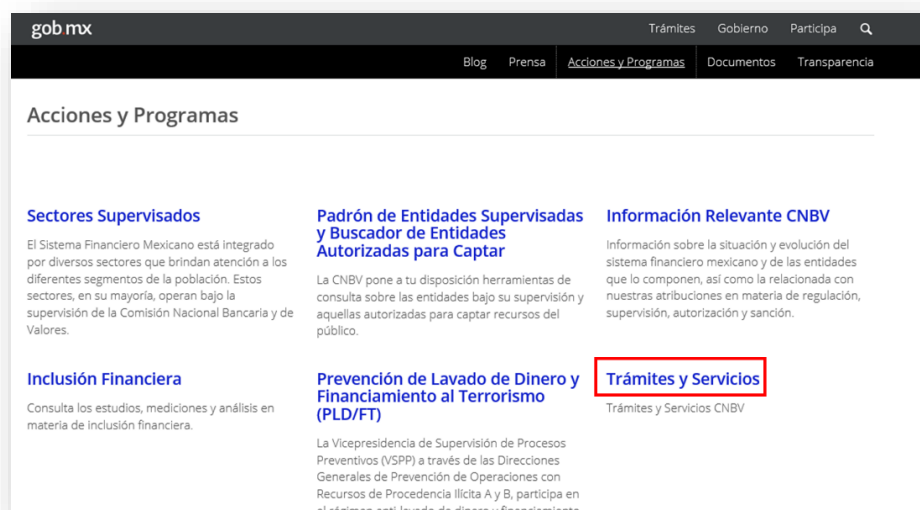 gob.mx
Trámites Gobierno Participa
Blog Prensa Acciones y Programas Documentos Transparencia
Acciones y Programas
Sectores Supervisados
El Sistema Financiero Mexicano está integrado
por diversos sectores que brindan atención a los
diferentes segmentos de la población. Estos
sectores, en su mayoría, operan bajo la
supervisión de la Comisión Nacional Bancaria y de
Valores.
Padrón de Entidades Supervisadas
y Buscador de Entidades
Autorizadas para Captar
La CNBV pone a tu disposición herramientas de
consulta sobre las entidades bajo su supervisión y
aquellas autorizadas para captar recursos del
público.
Información Relevante CNBV
Información sobre la situación y evolución del
sistema financiero mexicano y de las entidades
que lo componen, así como la relacionada con
nuestras atribuciones en materia de regulación,
supervisión, autorización y sanción.
Inclusión Financiera
Consulta los estudios, mediciones y análisis en
materia de inclusión financiera.
Prevención de Lavado de Dinero y
Financiamiento al Terrorismo
(PLD/FT)
La Vicepresidencia de Supervisión de Procesos
Preventivos (VSPP) a través de las Direcciones
Generales de Prevención de Operaciones con
Recursos de Procedencia Ilícita A y B, participa en
el régimen anti lavado de dinero y financiamiento
Trámites y Servicios
Trámites y Servicios CNBV